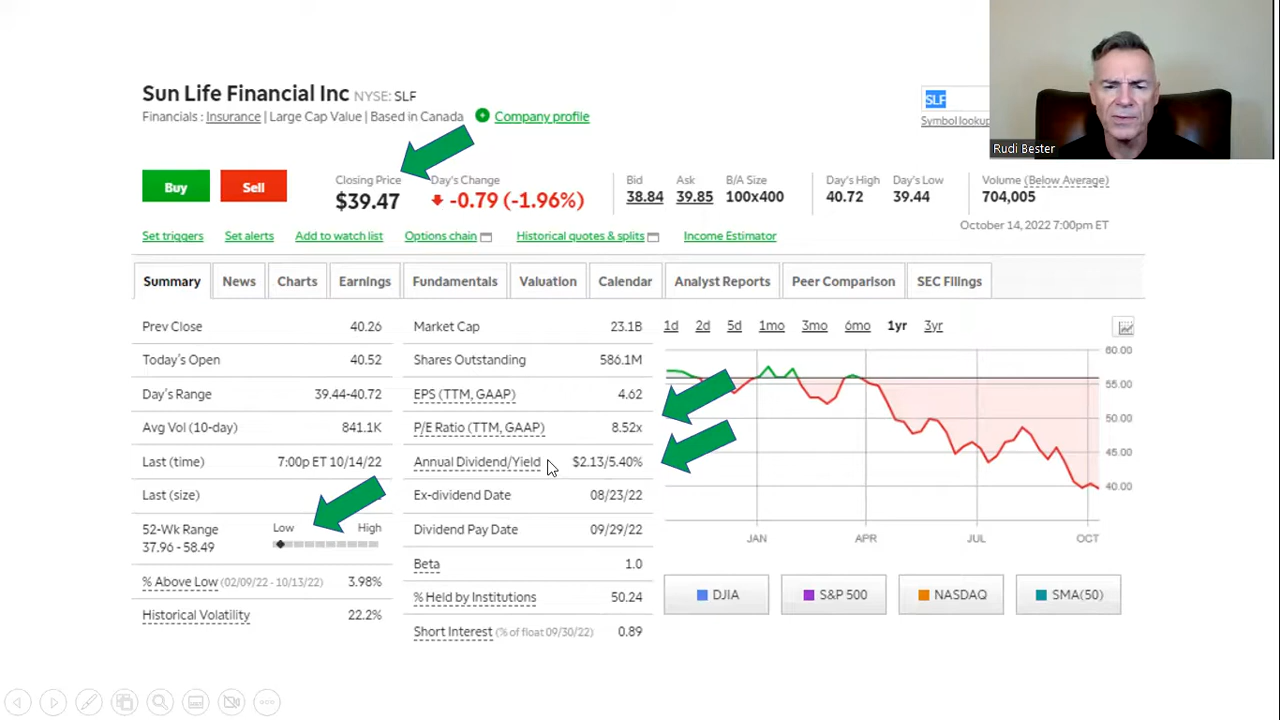 Sun Life Financial Inc NYSE: SLF
Financials : Insurance | Large Cap Value | Based in Canada Company profile
SLF
Symbol lookup
Rudi Bester
Buy
Sell
Closing Price
$39.47
Day's Change
-0.79 (-1.96%)
Bid
38.84
Ask
39.85
B/A Size
100x400
Day's High
40.72
Day's Low
39.44
Volume (Below Average)
704,005
October 14, 2022 7:00pm ET
Set triggers
Set alerts
Add to watch list
Options chain
Historical quotes & splits
Income Estimator
Summary
News
Charts
Earnings
Fundamentals
Valuation
Calendar
Analyst Reports
Peer Comparison
SEC Filings
Prev Close 40.26
Today's Open 40.52
Day's Range 39.44-40.72
Avg Vol (10-day) 841.1K
Last (time) 7:00p ET 10/14/22
Last (size)
52-Wk Range
37.96 - 58.49
Low High
% Above Low (02/09/22 - 10/13/22) 3.98%
Historical Volatility 22.2%
Market Cap 23.1B
Shares Outstanding 586.1M
EPS (TTM, GAAP) 4.62
P/E Ratio (TTM, GAAP) 8.52x
Annual Dividend/Yield $2.13/5.40%
Ex-dividend Date 08/23/22
Dividend Pay Date 09/29/22
Beta 1.0
% Held by Institutions 50.24
Short Interest (% of float 09/30/22) 0.89
1d 2d 5d 1mo 3mo 6mo 1yr 3yr
60.00
55.00
50.00
45.00
40.00
JAN APR JUL OCT
DJIA
S&P 500
NASDAQ
SMA(50)